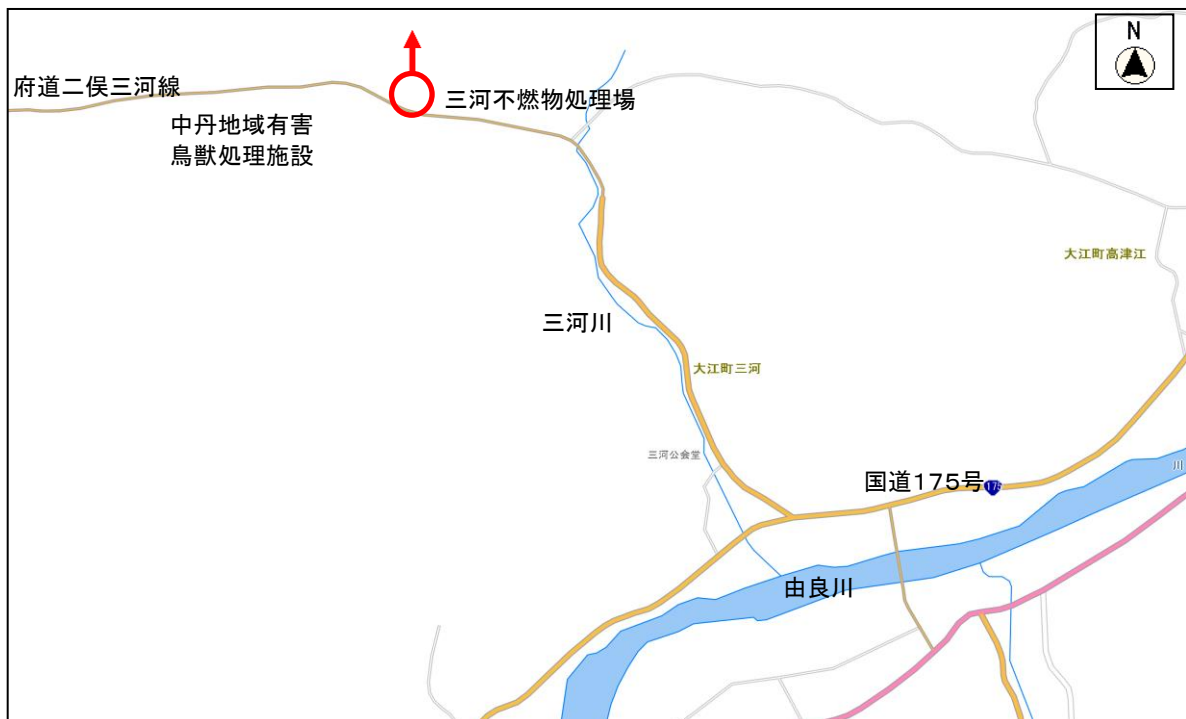 N
府道二俣三河線
三河不燃物処理場
中丹地域有害
鳥獣処理施設
大江町高津江
三河川
大江町三河
三河公会堂
国道175号
175
川
由良川